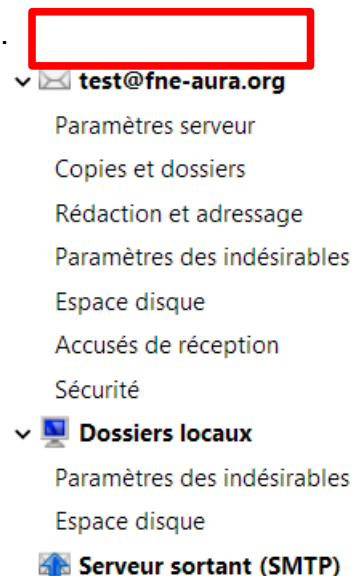 .
test@fne-aura.org
Paramètres serveur
Copies et dossiers
Rédaction et adressage
Paramètres des indésirables
Espace disque
Accusés de réception
Sécurité
Dossiers locaux
Paramètres des indésirables
Espace disque
Serveur sortant (SMTP)